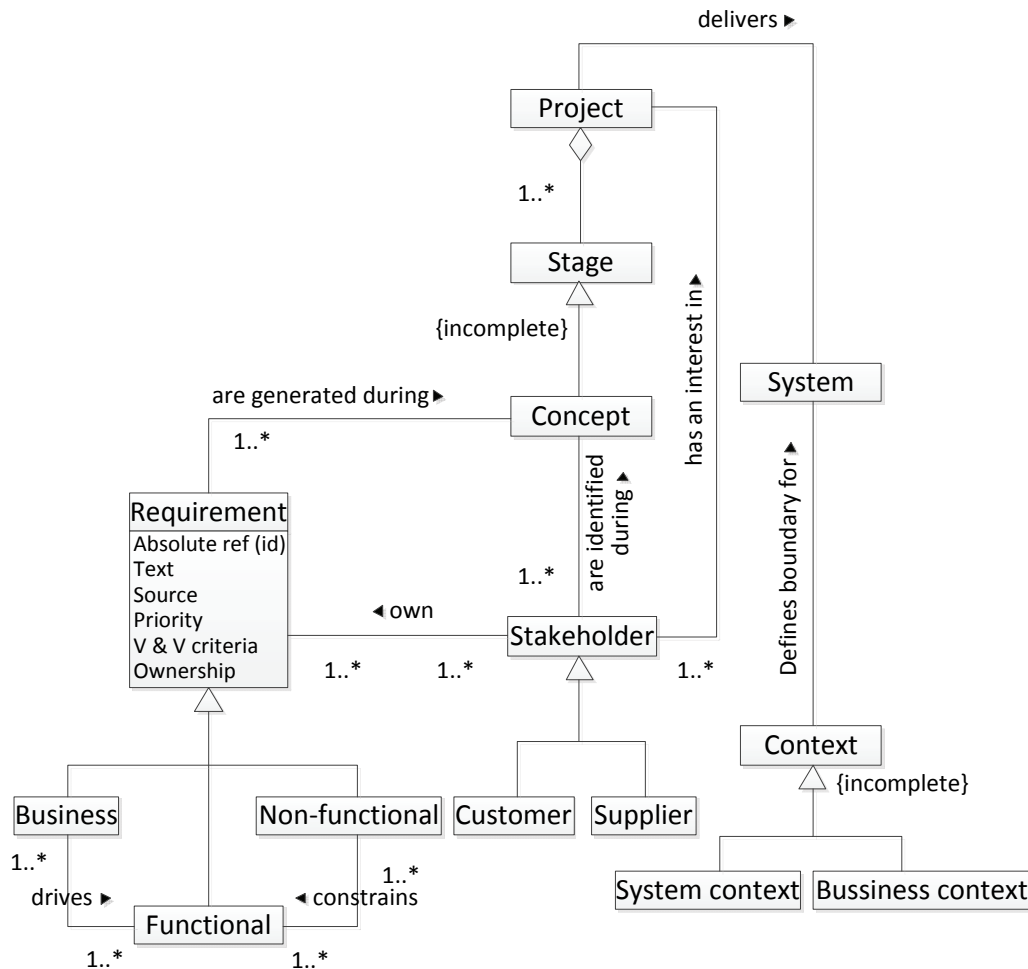 delivers ►
Project
1..*
Stage
{incomplete}
has an interest in ►
System
are generated during ►
Concept
1..*
are identified
during ►
Defines boundary for ►
Requirement
Absolute ref (id)
Text
Source
Priority
V & V criteria
Ownership
1..*
◄ own
Stakeholder
1..*
1..*
1..*
Context
{incomplete}
Business
Non-functional
Customer
Supplier
1..*
1..*
drives ►
◄ constrains
System context
Bussiness context
Functional
1..*
1..*